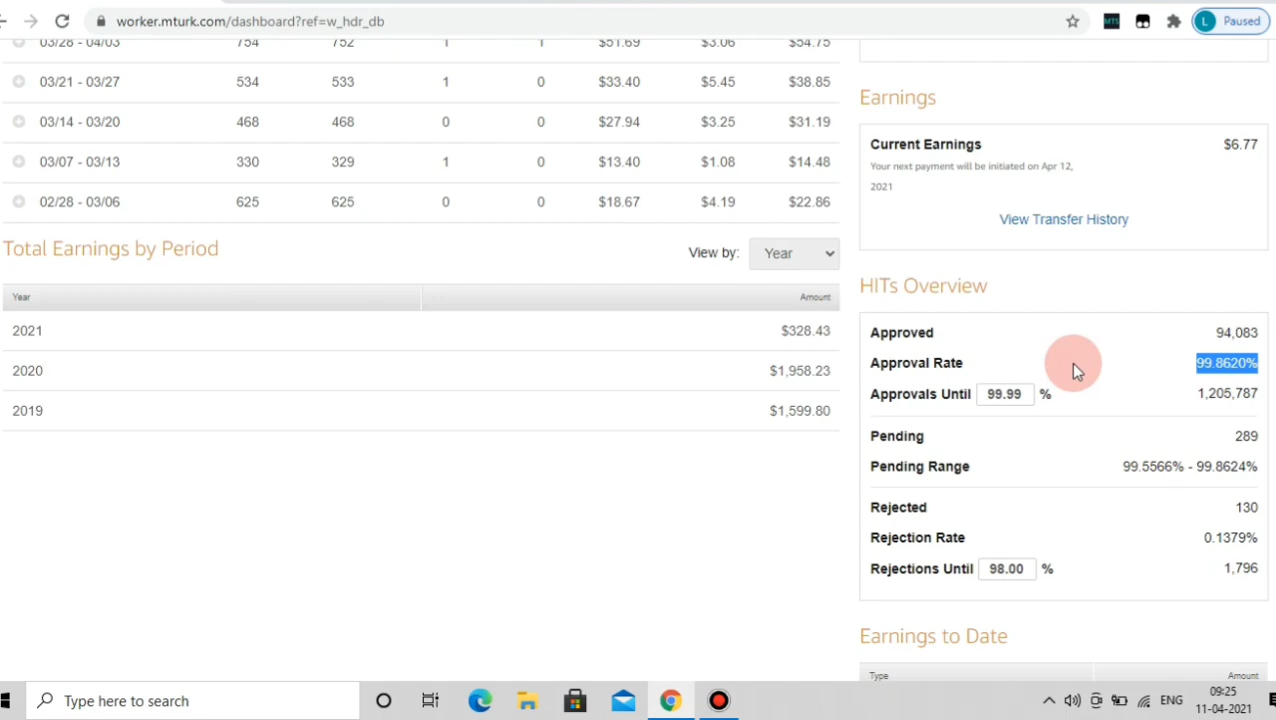 worker.mturk.com/dashboard?ref=w_hdr_db
MTS
L Paused
03/28 - 04/03 754 752 1 1 $51.69 $3.06 $54.75
03/21 - 03/27 534 533 1 0 $33.40 $5.45 $38.85
03/14 - 03/20 468 468 0 0 $27.94 $3.25 $31.19
03/07 - 03/13 330 329 1 0 $13.40 $1.08 $14.48
02/28 - 03/06 625 625 0 0 $18.67 $4.19 $22.86
Total Earnings by Period
View by: Year
Year Amount
2021 $328.43
2020 $1,958.23
2019 $1,599.80
Earnings
Current Earnings $6.77
Your next payment will be initiated on Apr 12,
2021
View Transfer History
HITs Overview
Approved 94,083
Approval Rate 99.8620%
Approvals Until 99.99 % 1,205,787
Pending 289
Pending Range 99.5566% - 99.8624%
Rejected 130
Rejection Rate 0.1379%
Rejections Until 98.00 % 1,796
Earnings to Date
Type Amount
Type here to search
ENG
09:25
11-04-2021